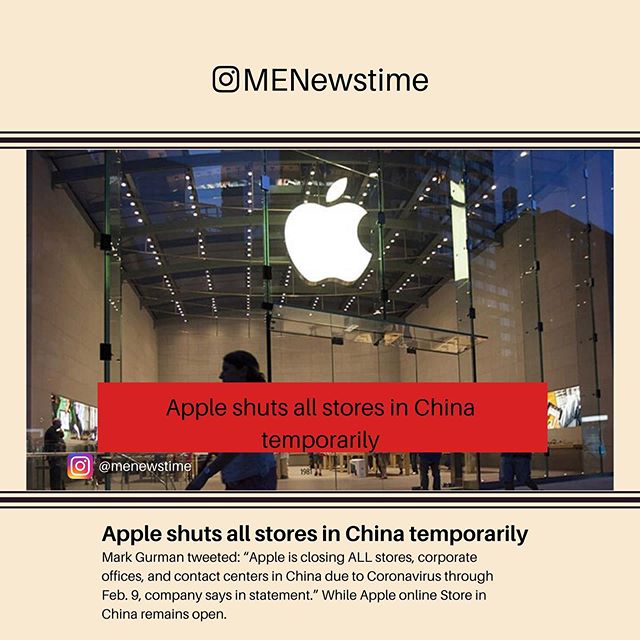 MENewstime
Apple shuts all stores in China
temporarily
1981
@menewstime
Apple shuts all stores in China temporarily
Mark Gurman tweeted: “Apple is closing ALL stores, corporate
offices, and contact centers in China due to Coronavirus through
Feb. 9, company says in statement.” While Apple online Store in
China remains open.